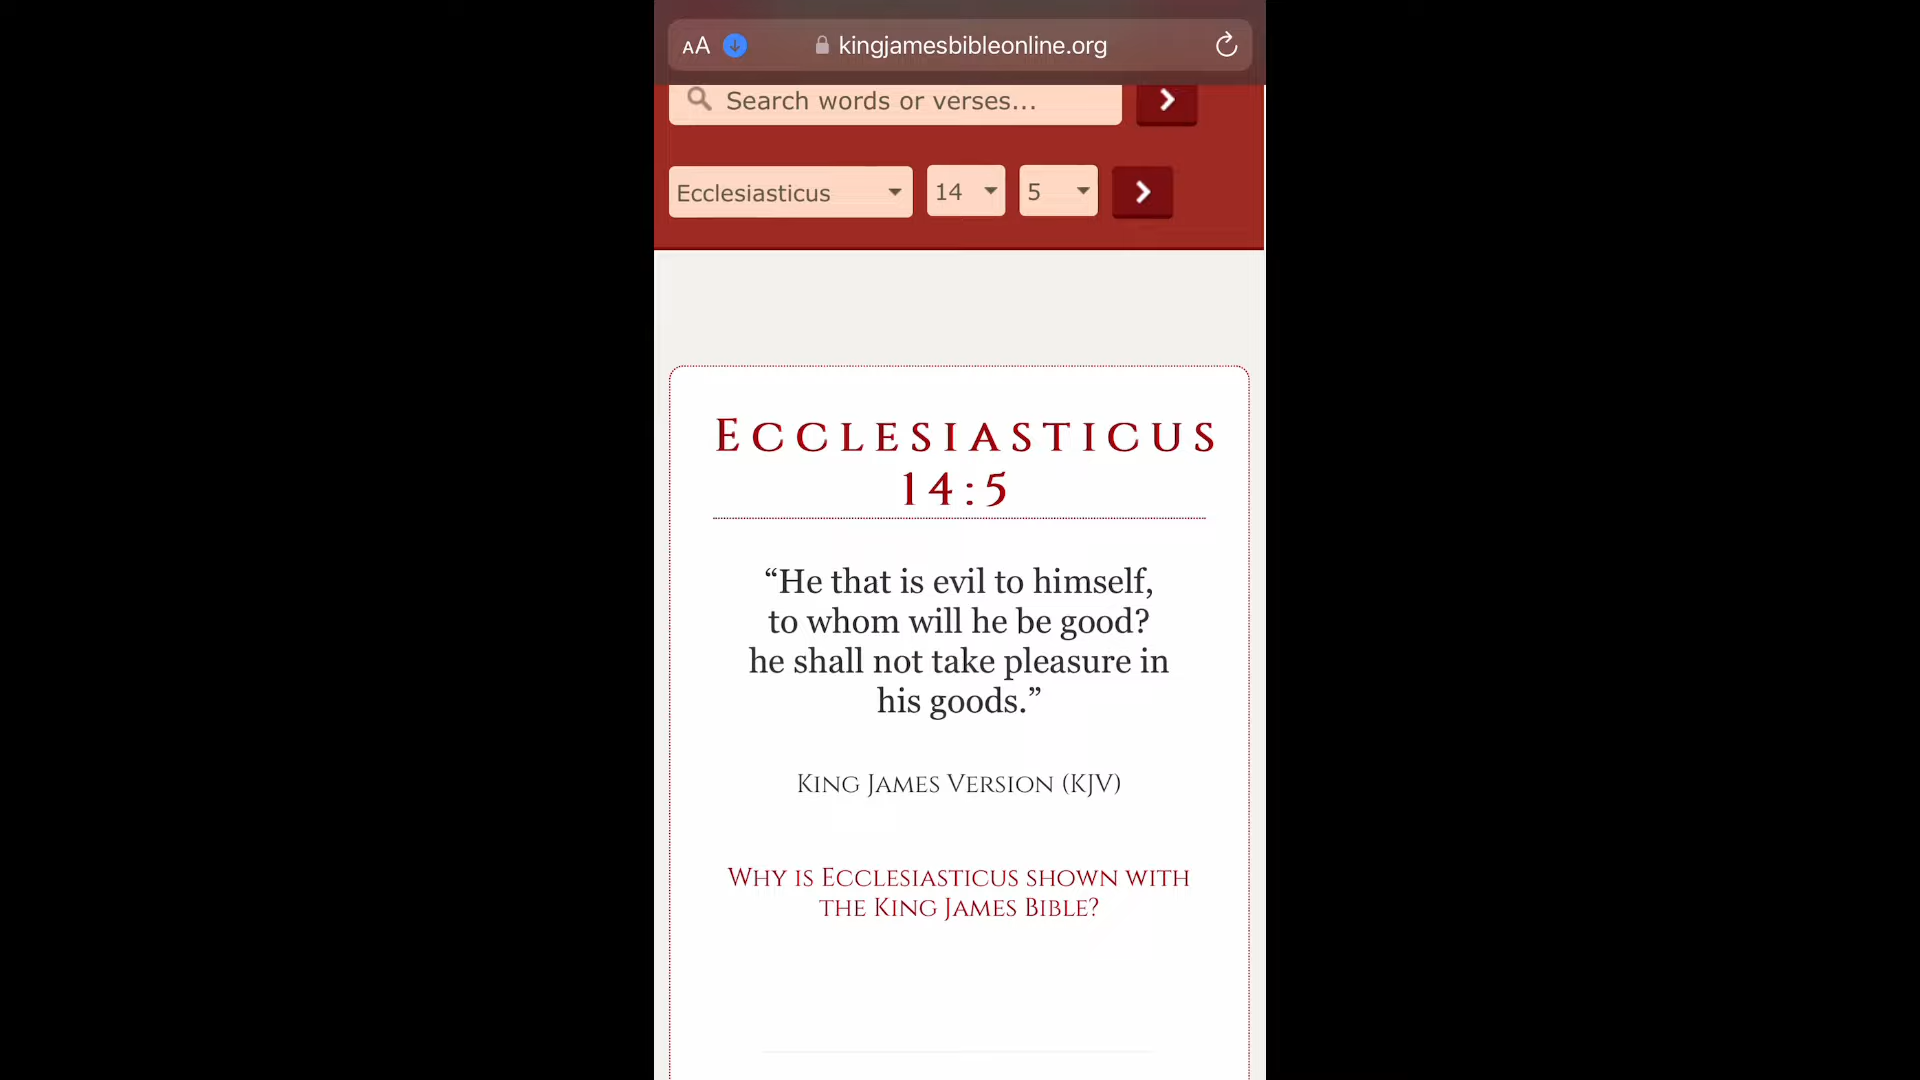 AA kingjamesbibleonline.org
Search words or verses...
Ecclesiasticus 14 5
Ecclesiasticus
14:5
“He that is evil to himself,
to whom will he be good?
he shall not take pleasure in
his goods.”
King James Version (KJV)
Why is Ecclesiasticus shown with
the King James Bible?